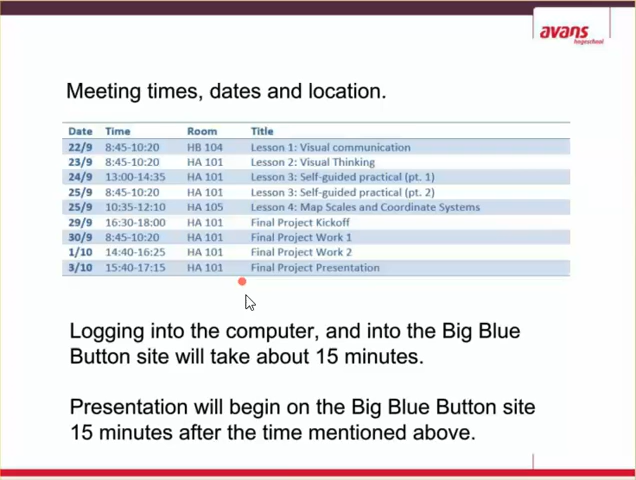 avans
hogeschool
Meeting times, dates and location.
Date Time Room Title
22/9 8:45-10:20 HB 104 Lesson 1: Visual communication
23/9 8:45-10:20 HA 101 Lesson 2: Visual Thinking
24/9 13:00-14:35 HA 101 Lesson 3: Self-guided practical (pt. 1)
25/9 8:45-10:20 HA 101 Lesson 3: Self-guided practical (pt. 2)
25/9 10:35-12:10 HA 105 Lesson 4: Map Scales and Coordinate Systems
29/9 16:30-18:00 HA 101 Final Project Kickoff
30/9 8:45-10:20 HA 101 Final Project Work 1
1/10 14:40-16:25 HA 101 Final Project Work 2
3/10 15:40-17:15 HA 101 Final Project Presentation
Logging into the computer, and into the Big Blue
Button site will take about 15 minutes.
Presentation will begin on the Big Blue Button site
15 minutes after the time mentioned above.